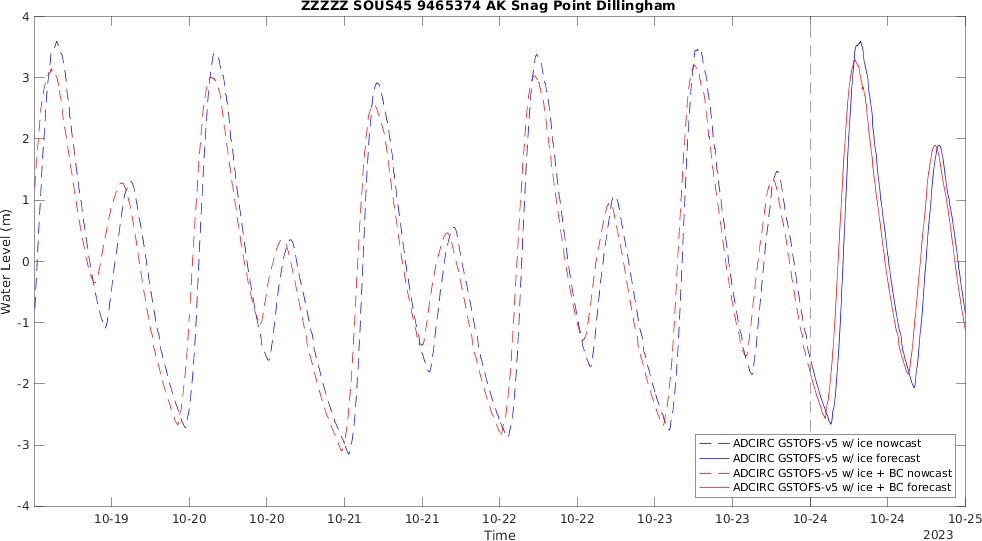 ZZZZZ SOUS45 9465374 AK Snag Point Dillingham
Water Level (m)
4
3
2
1
0
-1
-2
-3
-4
ADCIRC GSTOFS-v5 w/ ice nowcast
ADCIRC GSTOFS-v5 w/ ice forecast
ADCIRC GSTOFS-v5 w/ ice + BC nowcast
ADCIRC GSTOFS-v5 w/ ice + BC forecast
10-19 10-20 10-20 10-21 10-21 10-22 10-22 10-23 10-23 10-24 10-24 10-25
Time
2023